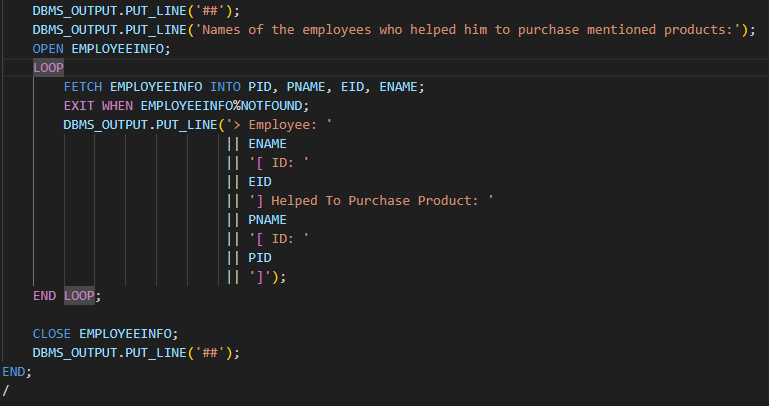 DBMS_OUTPUT.PUT_LINE('##');
DBMS_OUTPUT.PUT_LINE('Names of the employees who helped him to purchase mentioned products:');
OPEN EMPLOYEEINFO;
LOOP
FETCH EMPLOYEEINFO INTO PID, PNAME, EID, ENAME;
EXIT WHEN EMPLOYEEINFO%NOTFOUND;
DBMS_OUTPUT.PUT_LINE('> Employee: '
|| ENAME
|| '[ ID: '
|| EID
|| '] Helped To Purchase Product: '
|| PNAME
|| '[ ID: '
|| PID
|| ']');
END LOOP;
CLOSE EMPLOYEEINFO;
DBMS_OUTPUT.PUT_LINE('##');
END;
/